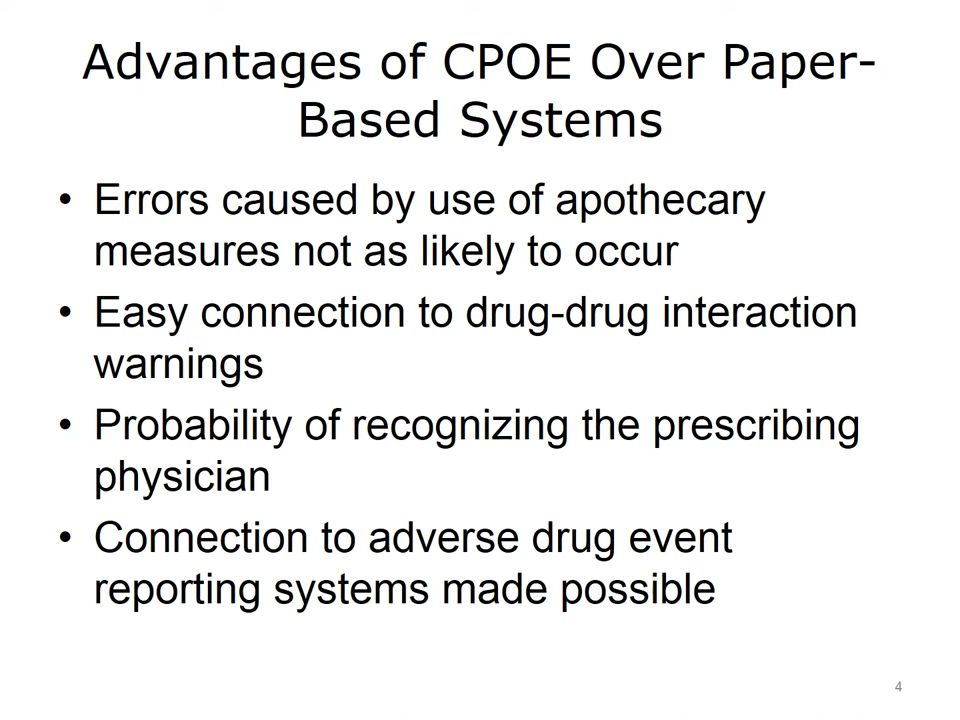 Advantages of CPOE Over Paper-
Based Systems
• Errors caused by use of apothecary
measures not as likely to occur
• Easy connection to drug-drug interaction
warnings
• Probability of recognizing the prescribing
physician
• Connection to adverse drug event
reporting systems made possible
4